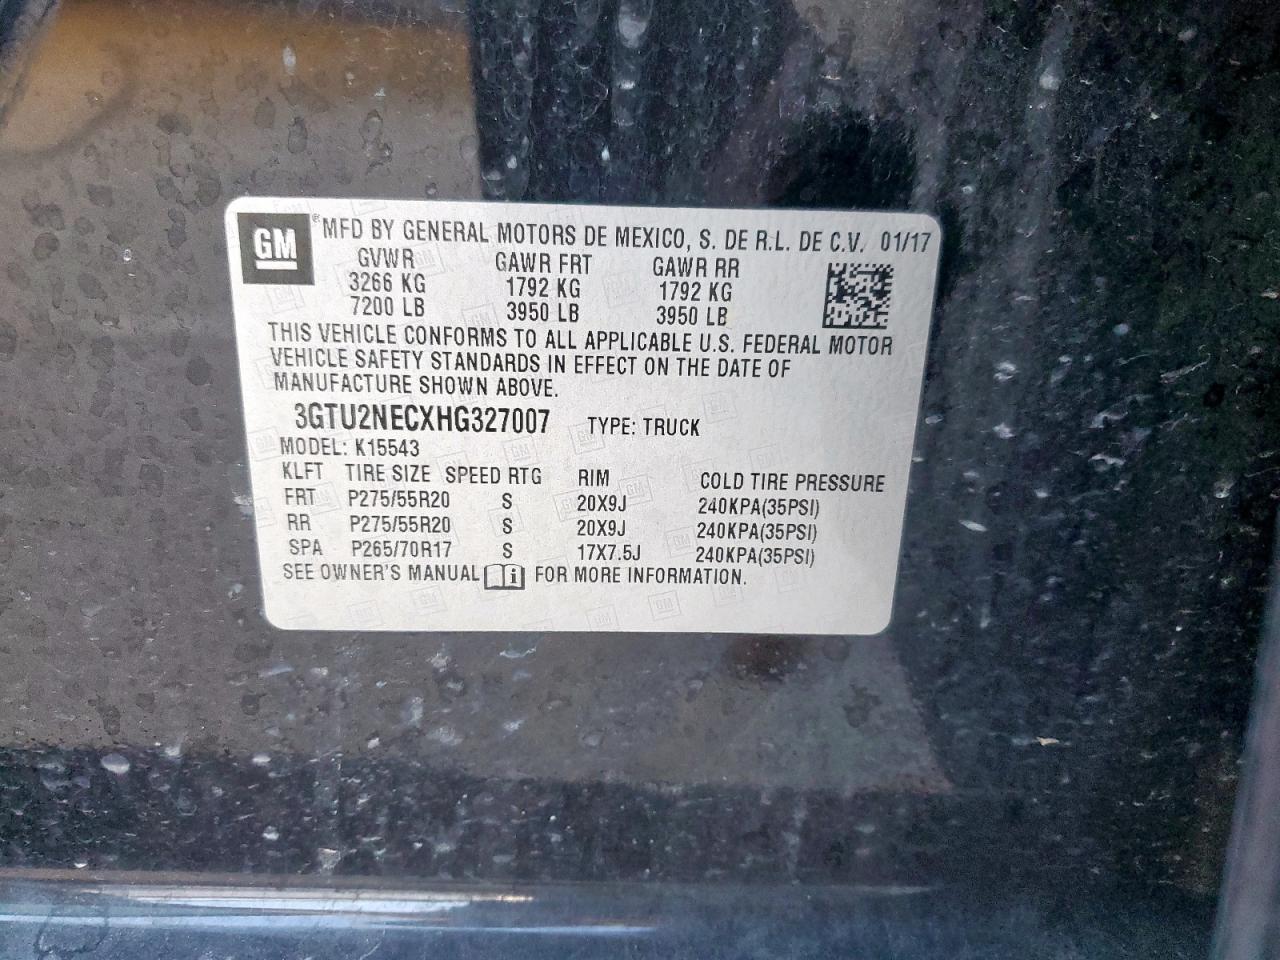 GM ® MFD BY GENERAL MOTORS DE MEXICO, S. DE R.L. DE C.V. 01/17
GVWR GAWR FRT GAWR RR
3266 KG 1792 KG 1792 KG
7200 LB 3950 LB 3950 LB
THIS VEHICLE CONFORMS TO ALL APPLICABLE U.S. FEDERAL MOTOR
VEHICLE SAFETY STANDARDS IN EFFECT ON THE DATE OF
MANUFACTURE SHOWN ABOVE.
3GTU2NECXHG327007 TYPE: TRUCK
MODEL: K15543
KLFT TIRE SIZE SPEED RTG RIM COLD TIRE PRESSURE
FRT P275/55R20 S 20X9J 240KPA(35PSI)
RR P275/55R20 S 20X9J 240KPA(35PSI)
SPA P265/70R17 S 17X7.5J 240KPA(35PSI)
SEE OWNER'S MANUAL i FOR MORE INFORMATION.